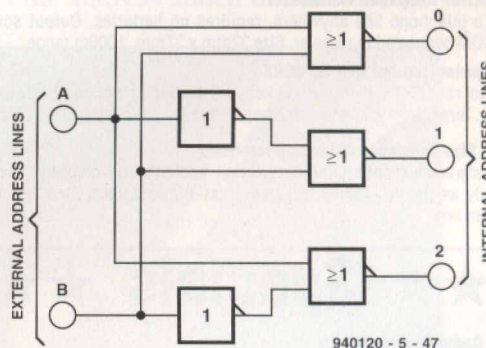 0
≥1
A
1
≥1
1
EXTERNAL ADDRESS LINES
INTERNAL ADDRESS LINES
≥1
2
B
1
940120 - 5 - 47